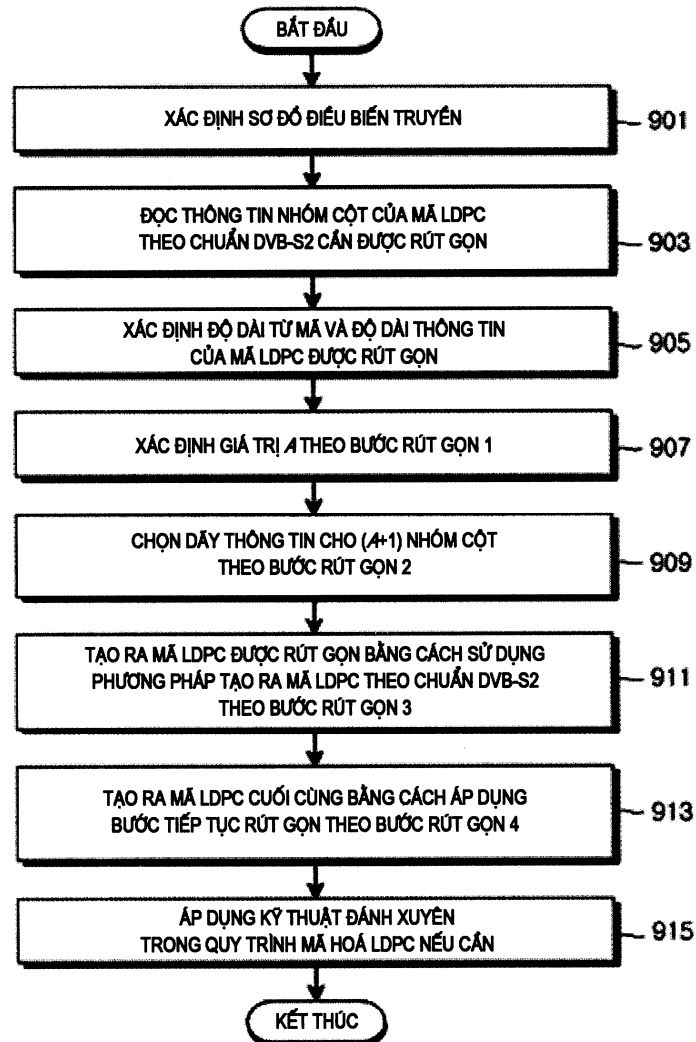 BẮT ĐẦU
XÁC ĐỊNH SƠ ĐỒ ĐIỀU BIẾN TRUYỀN
901
ĐỌC THÔNG TIN NHÓM CỘT CỦA MÃ LDPC
THEO CHUẨN DVB-S2 CẦN ĐƯỢC RÚT GỌN
903
XÁC ĐỊNH ĐỘ DÀI TỪ MÃ VÀ ĐỘ DÀI THÔNG TIN
CỦA MÃ LDPC ĐƯỢC RÚT GỌN
905
XÁC ĐỊNH GIÁ TRỊ A THEO BƯỚC RÚT GỌN 1
907
CHỌN DÃY THÔNG TIN CHO (A+1) NHÓM CỘT
THEO BƯỚC RÚT GỌN 2
909
TẠO RA MÃ LDPC ĐƯỢC RÚT GỌN BẰNG CÁCH SỬ DỤNG
PHƯƠNG PHÁP TẠO RA MÃ LDPC THEO CHUẨN DVB-S2
THEO BƯỚC RÚT GỌN 3
911
TẠO RA MÃ LDPC CUỐI CÙNG BẰNG CÁCH ÁP DỤNG
BƯỚC TIẾP TỤC RÚT GỌN THEO BƯỚC RÚT GỌN 4
913
ÁP DỤNG KỸ THUẬT ĐÁNH XUYÊN
TRONG QUY TRÌNH MÃ HOÁ LDPC NẾU CẦN
915
KẾT THÚC